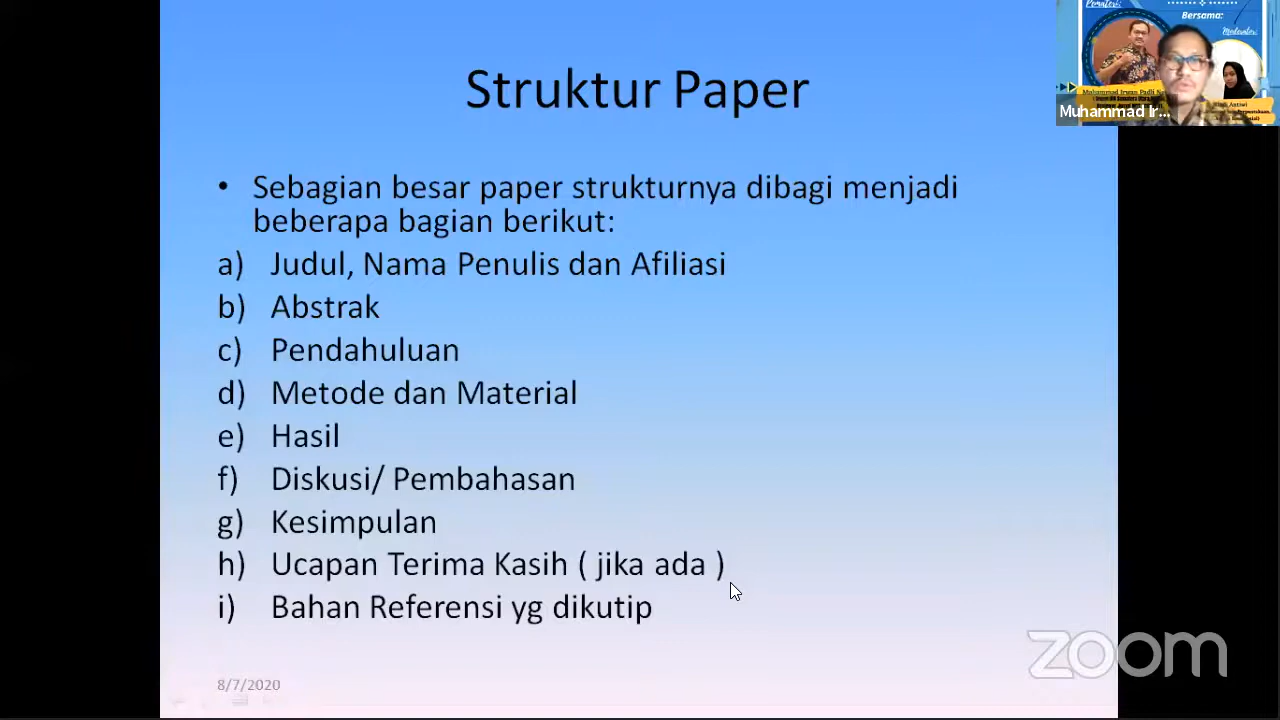 Struktur Paper
• Sebagian besar paper strukturnya dibagi menjadi
beberapa bagian berikut:
a) Judul, Nama Penulis dan Afiliasi
b) Abstrak
c) Pendahuluan
d) Metode dan Material
e) Hasil
f) Diskusi/ Pembahasan
g) Kesimpulan
h) Ucapan Terima Kasih ( jika ada )
i) Bahan Referensi yg dikutip
8/7/2020
zoom
Pemateri:
Bersama:
Moderator:
Muhammad Ir...